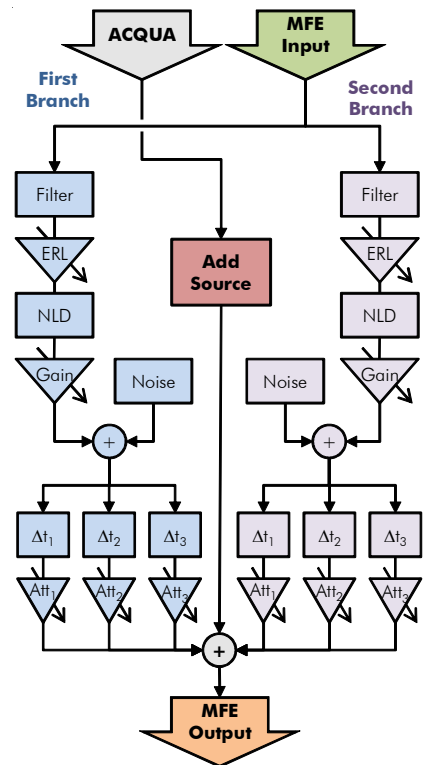 ACQUA
MFE
Input
First
Branch
Second
Branch
Filter
ERL
NLD
Gain
Noise
+
Add
Source
Filter
ERL
NLD
Gain
Noise
+
Δt₁
Δt₂
Δt₃
Δt₁
Δt₂
Δt₃
Att₁
Att₂
Att₃
Att₁
Att₂
Att₃
+
MFE
Output